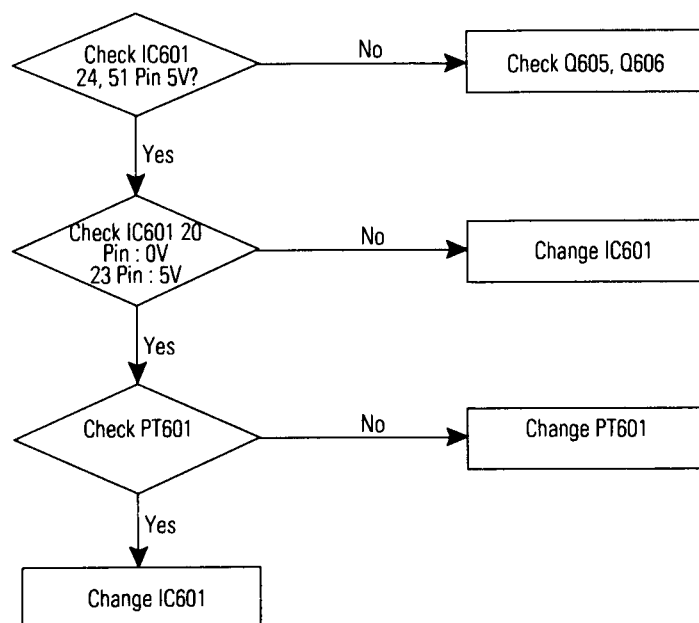 Check IC601
24, 51 Pin 5V?
No
Check Q605, Q606
Yes
Check IC601 20
Pin : 0V
23 Pin : 5V
No
Change IC601
Yes
Check PT601
No
Change PT601
Yes
Change IC601